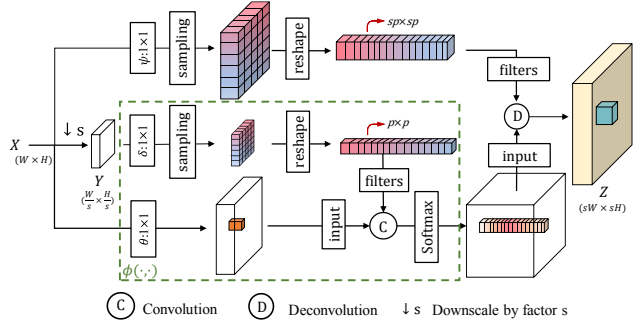 ψ:1×1
sampling
reshape
sp×sp
filters
X
(W × H)
↓ s
Y
(W/s × H/s)
δ:1×1
sampling
reshape
p×p
filters
D
input
Z
(sW × sH)
θ:1×1
input
C
Softmax
ϕ(·,·)
C Convolution D Deconvolution ↓ s Downscale by factor s